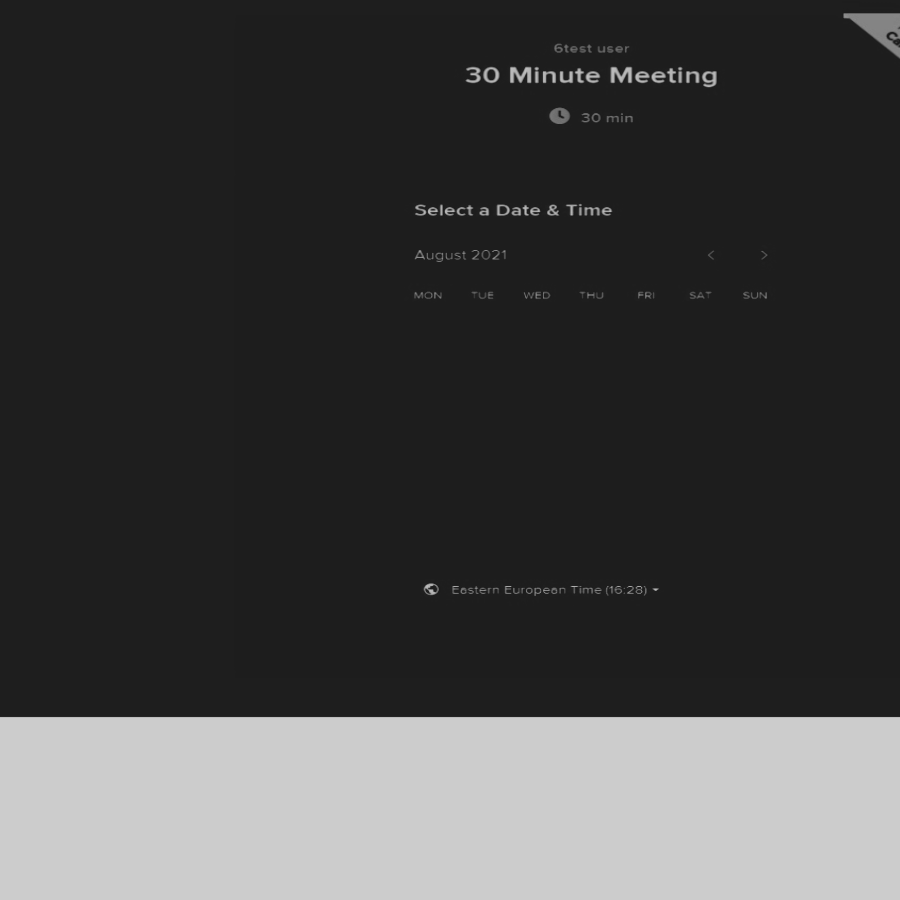 6test user
30 Minute Meeting
30 min
Select a Date & Time
August 2021
MON TUE WED THU FRI SAT SUN
Eastern European Time (16:28)